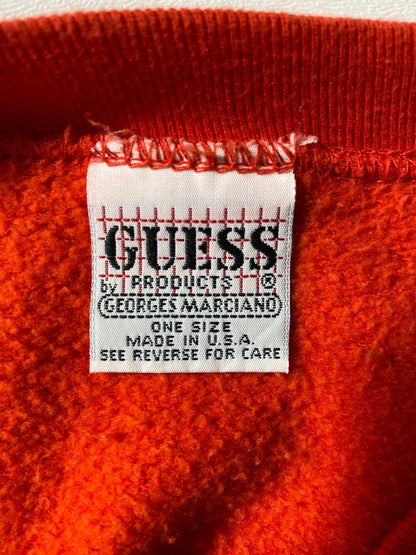 GUESS
by PRODUCTS ®
GEORGES MARCIANO
ONE SIZE
MADE IN U.S.A.
SEE REVERSE FOR CARE